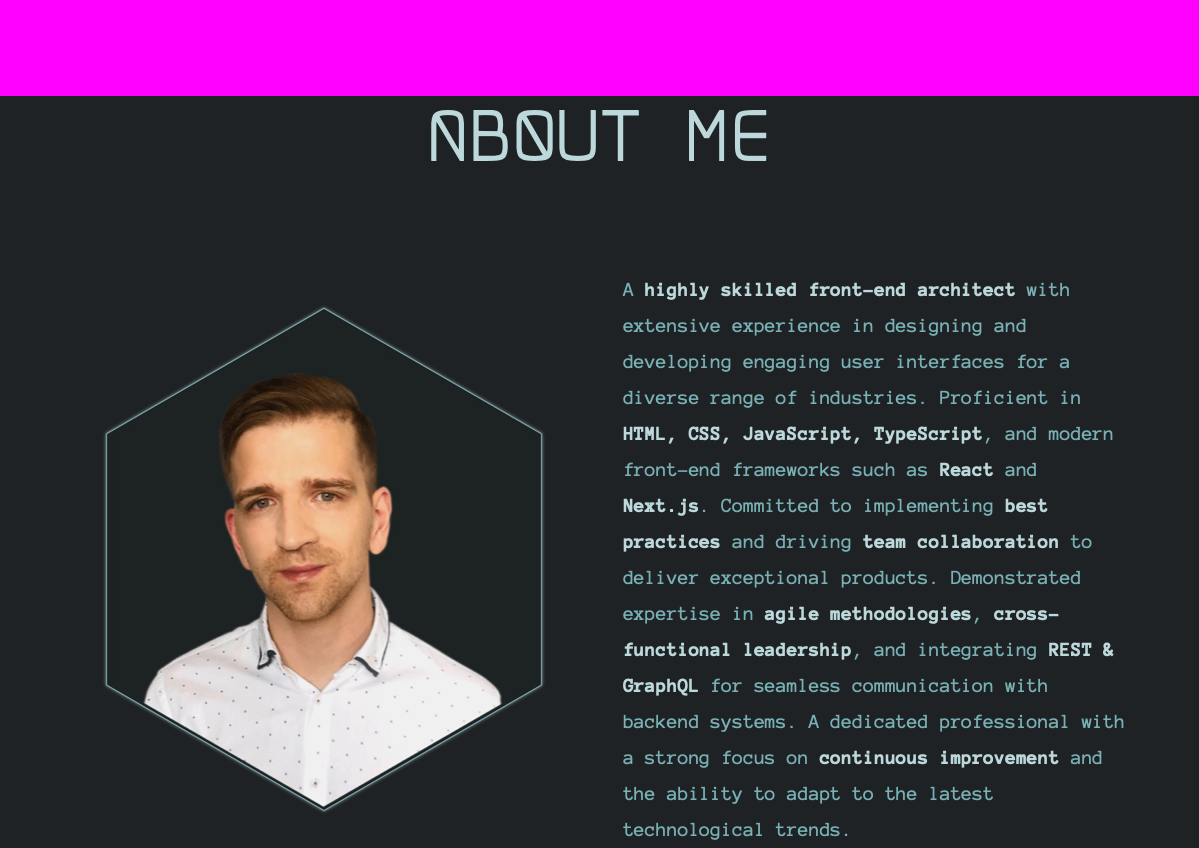 ABOUT ME
A highly skilled front-end architect with
extensive experience in designing and
developing engaging user interfaces for a
diverse range of industries. Proficient in
HTML, CSS, JavaScript, TypeScript, and modern
front-end frameworks such as React and
Next.js. Committed to implementing best
practices and driving team collaboration to
deliver exceptional products. Demonstrated
expertise in agile methodologies, cross-
functional leadership, and integrating REST &
GraphQL for seamless communication with
backend systems. A dedicated professional with
a strong focus on continuous improvement and
the ability to adapt to the latest
technological trends.